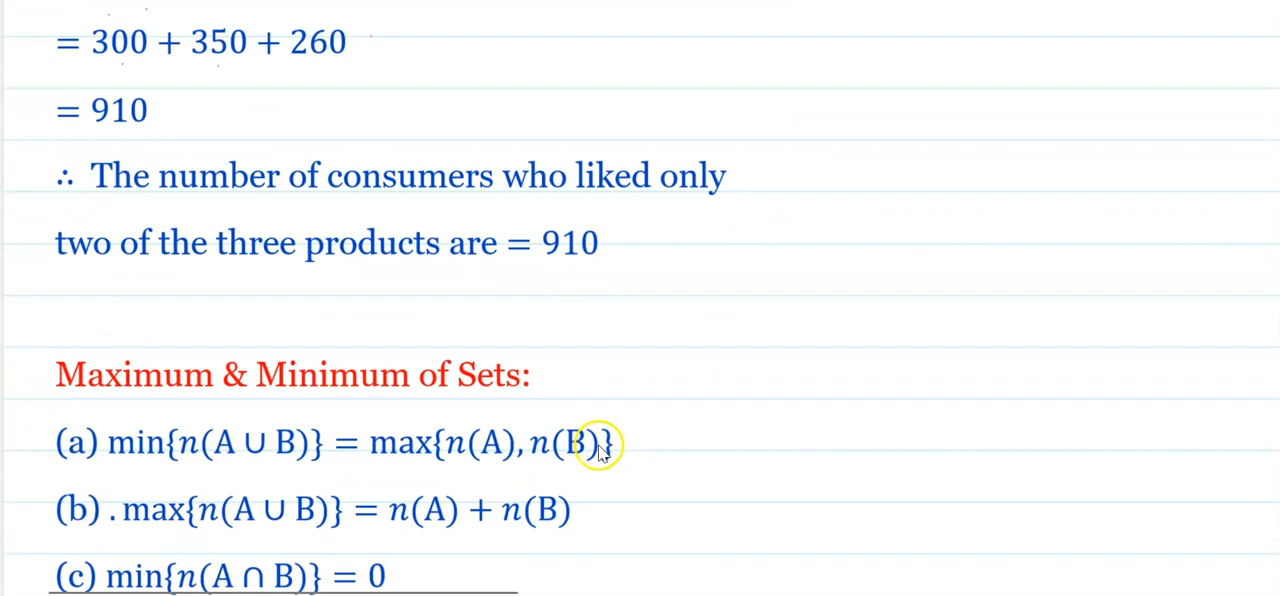 = 300 + 350 + 260
= 910
∴ The number of consumers who liked only
two of the three products are = 910
Maximum & Minimum of Sets:
(a) min{n(A ∪ B)} = max{n(A), n(B)}
(b) . max{n(A ∪ B)} = n(A) + n(B)
(c) min{n(A ∩ B)} = 0